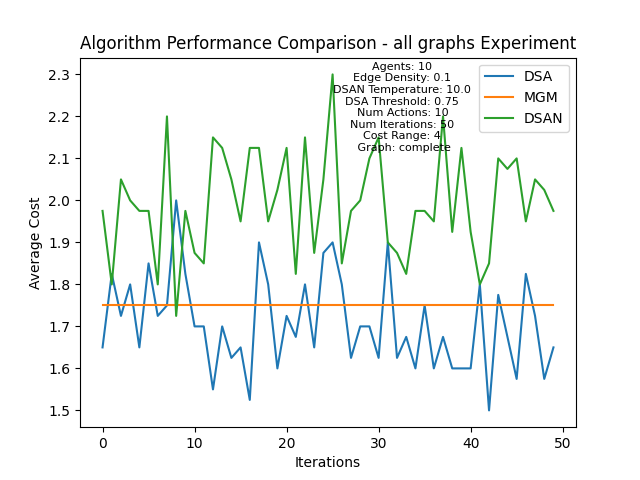 Algorithm Performance Comparison - all graphs Experiment
Agents: 10
Edge Density: 0.1
DSAN Temperature: 10.0
DSA Threshold: 0.75
Num Actions: 10
Num Iterations: 50
Cost Range: 4
Graph: complete
DSA
MGM
DSAN
Average Cost
2.3
2.2
2.1
2.0
1.9
1.8
1.7
1.6
1.5
0 10 20 30 40 50
Iterations